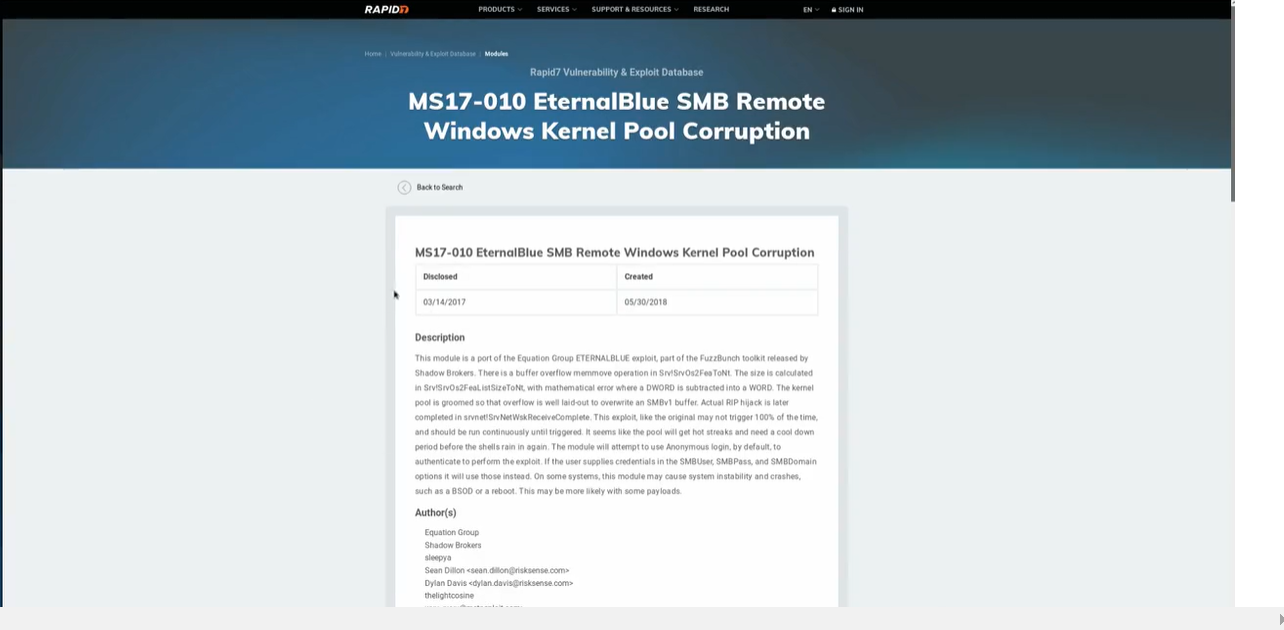 RAPID7
PRODUCTS SERVICES SUPPORT & RESOURCES RESEARCH EN SIGN IN
Home | Vulnerability & Exploit Database | Modules
Rapid7 Vulnerability & Exploit Database
MS17-010 EternalBlue SMB Remote
Windows Kernel Pool Corruption
Back to Search
MS17-010 EternalBlue SMB Remote Windows Kernel Pool Corruption
Disclosed Created
03/14/2017 05/30/2018
Description
This module is a port of the Equation Group ETERNALBLUE exploit, part of the FuzzBunch toolkit released by
Shadow Brokers. There is a buffer overflow memmove operation in Srv!SrvOs2FeaToNt. The size is calculated
in Srv!SrvOs2FeaListSizeToNt, with mathematical error where a DWORD is subtracted into a WORD. The kernel
pool is groomed so that overflow is well laid-out to overwrite an SMBv1 buffer. Actual RIP hijack is later
completed in srvnet!SrvNetWskReceiveComplete. This exploit, like the original may not trigger 100% of the time,
and should be run continuously until triggered. It seems like the pool will get hot streaks and need a cool down
period before the shells rain in again. The module will attempt to use Anonymous login, by default, to
authenticate to perform the exploit. If the user supplies credentials in the SMBUser, SMBPass, and SMBDomain
options it will use those instead. On some systems, this module may cause system instability and crashes,
such as a BSOD or a reboot. This may be more likely with some payloads.
Author(s)
Equation Group
Shadow Brokers
sleepya
Sean Dillon <sean.dillon@risksense.com>
Dylan Davis <dylan.davis@risksense.com>
thelightcosine